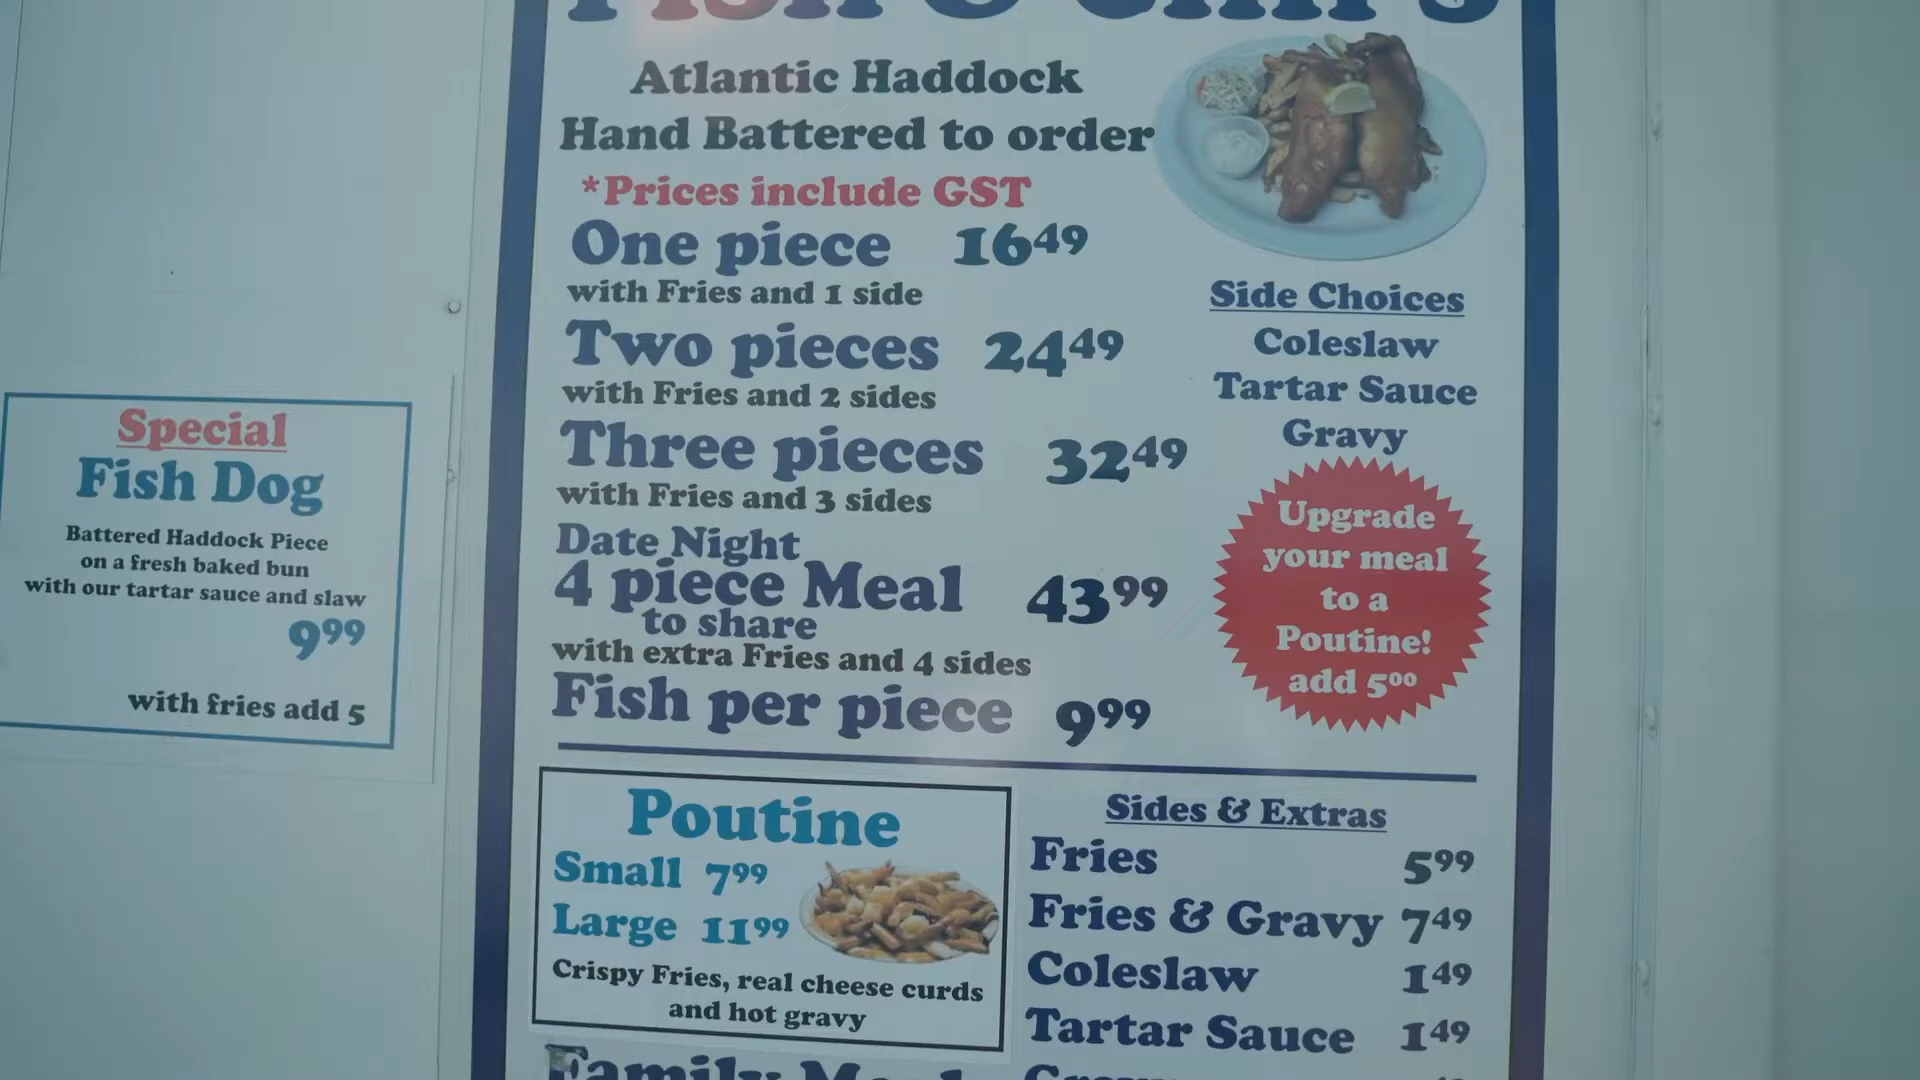 Fish & Chips
Atlantic Haddock
Hand Battered to order
*Prices include GST
One piece 16⁴⁹
with Fries and 1 side
Two pieces 24⁴⁹
with Fries and 2 sides
Three pieces 32⁴⁹
with Fries and 3 sides
Date Night
4 piece Meal 43⁹⁹
to share
with extra Fries and 4 sides
Fish per piece 9⁹⁹
Side Choices
Coleslaw
Tartar Sauce
Gravy
Upgrade
your meal
to a
Poutine!
add 5⁰⁰
Special
Fish Dog
Battered Haddock Piece
on a fresh baked bun
with our tartar sauce and slaw
9⁹⁹
with fries add 5
Poutine
Small 7⁹⁹
Large 11⁹⁹
Crispy Fries, real cheese curds
and hot gravy
Sides & Extras
Fries 5⁹⁹
Fries & Gravy 7⁴⁹
Coleslaw 1⁴⁹
Tartar Sauce 1⁴⁹
Family Meal